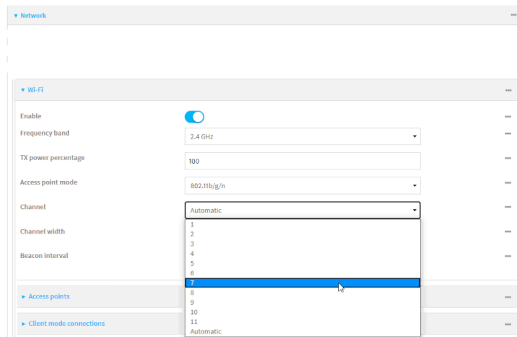 ▾ Network
▾ Wi-Fi
Enable
Frequency band
2.4 GHz
TX power percentage
100
Access point mode
802.11b/g/n
Channel
Automatic
1
2
3
4
5
6
7
8
9
10
11
Automatic
Channel width
Beacon interval
▸ Access points
▸ Client mode connections